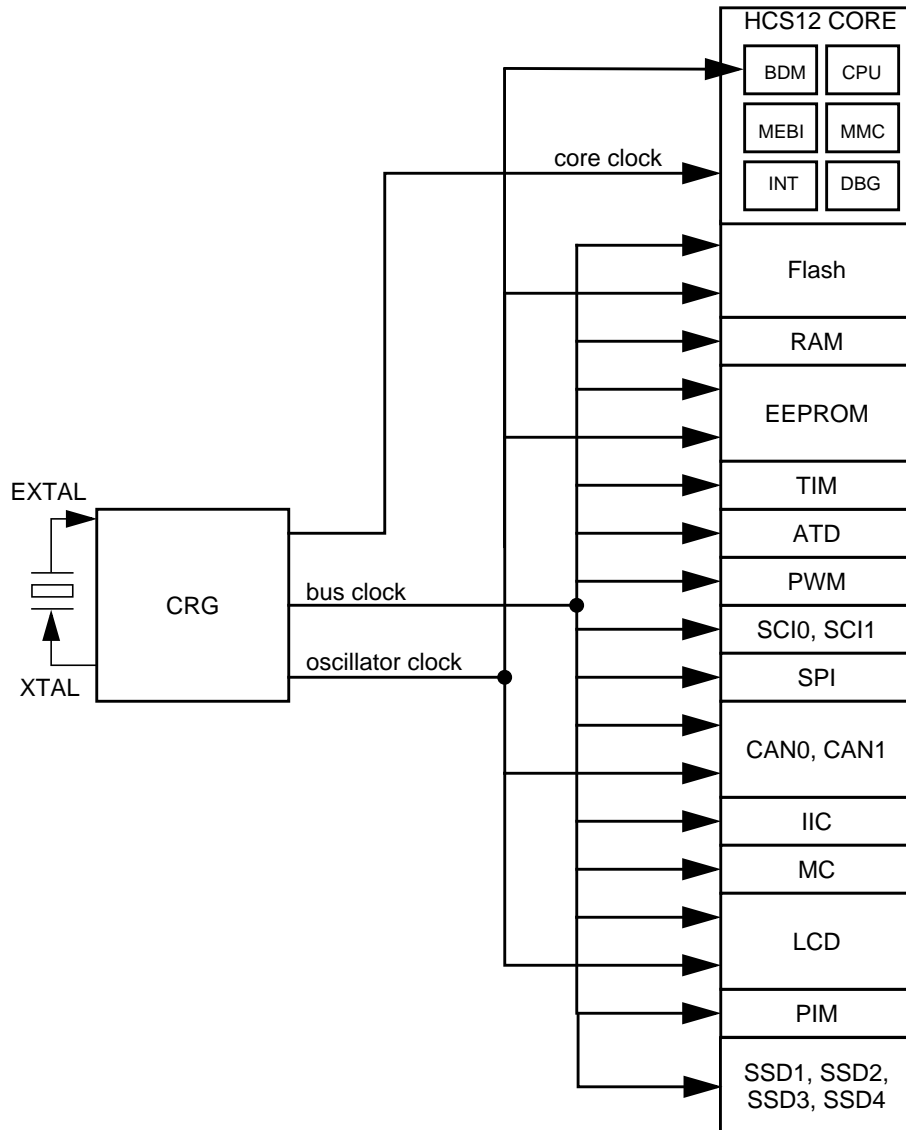 HCS12 CORE
BDM
CPU
MEBI
MMC
INT
DBG
core clock
Flash
RAM
EEPROM
TIM
ATD
PWM
SCI0, SCI1
SPI
CAN0, CAN1
IIC
MC
LCD
PIM
SSD1, SSD2,
SSD3, SSD4
EXTAL
XTAL
CRG
bus clock
oscillator clock